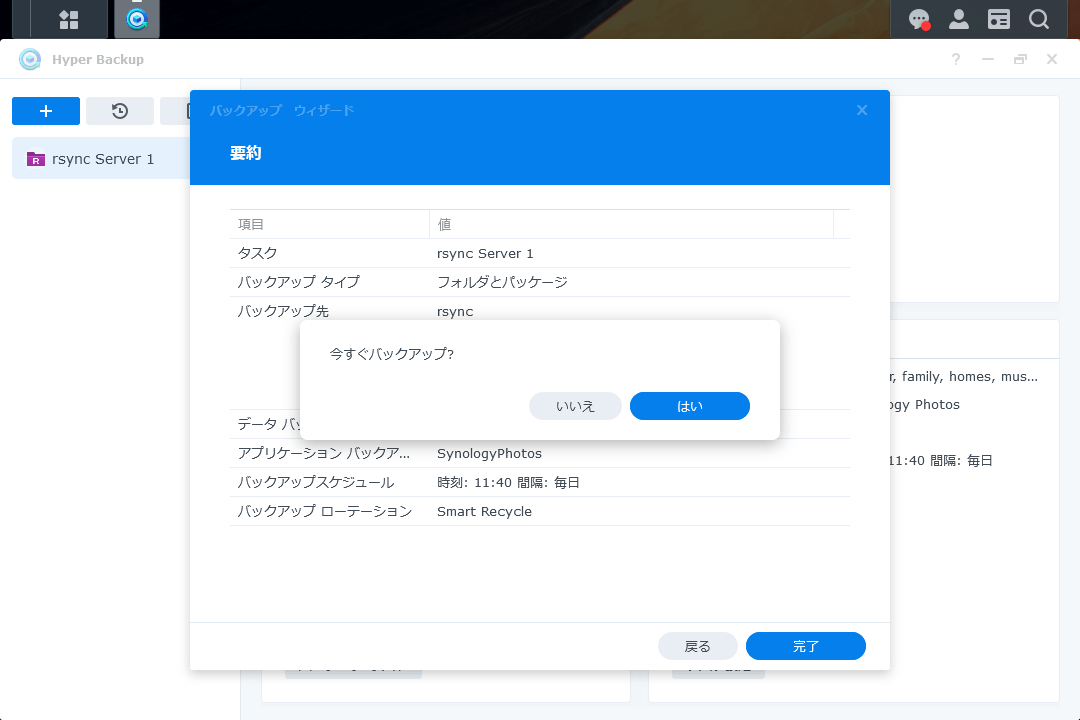 Hyper Backup
?
rsync Server 1
バックアップ　ウィザード
要約
項目 値
タスク rsync Server 1
バックアップ タイプ フォルダとパッケージ
バックアップ先 rsync
今すぐバックアップ?
いいえ はい
データ バッ
アプリケーション バックア... SynologyPhotos
バックアップスケジュール 時刻: 11:40 間隔: 毎日
バックアップ ローテーション Smart Recycle
戻る 完了
r, family, homes, mus...
ogy Photos
11:40 間隔: 毎日